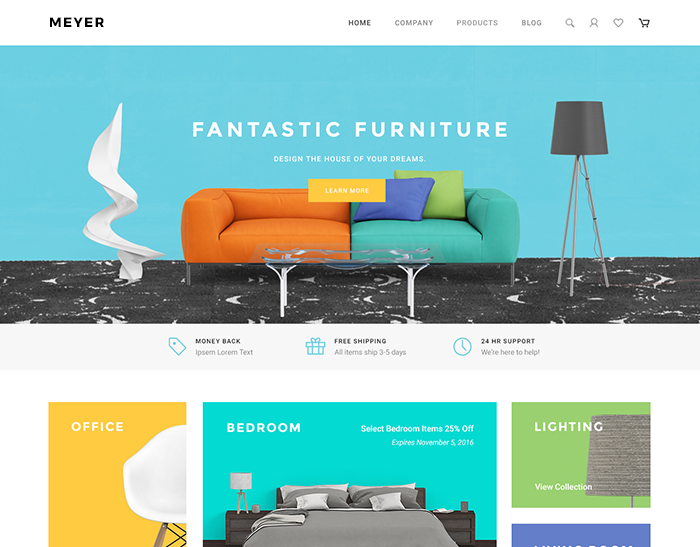 MEYER
HOME COMPANY PRODUCTS BLOG
FANTASTIC FURNITURE
DESIGN THE HOUSE OF YOUR DREAMS.
LEARN MORE
MONEY BACK
Ipsem Lorem Text
FREE SHIPPING
All items ship 3-5 days
24 HR SUPPORT
We're here to help!
OFFICE
BEDROOM
Select Bedroom Items 25% Off
Expires November 5, 2016
LIGHTING
View Collection
LIVING ROOM